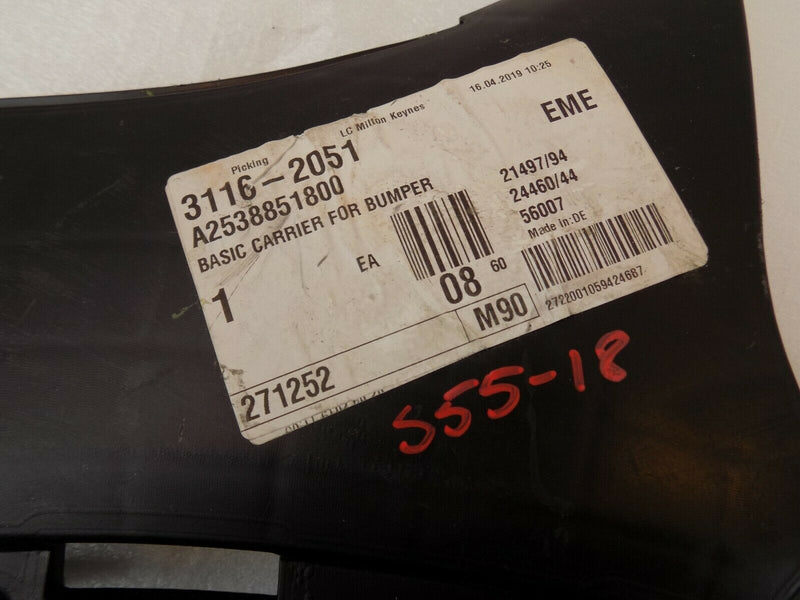 16.04.2019 10:25
LC Milton Keynes
EME
Picking
3116-2051
A2538851800
BASIC CARRIER FOR BUMPER
21497/94
24460/44
56007
Made in:DE
EA
1
08 60
2722001059424687
M90
271252
S55-18